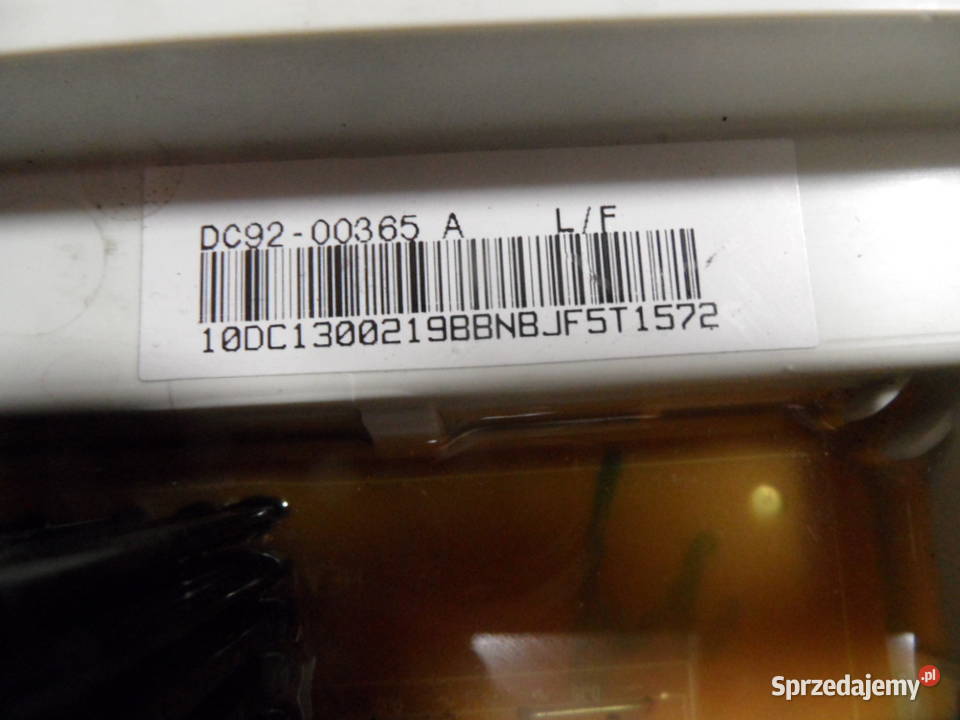 DC92-00365 A L/F
10DC1300219BBNBJF5T1572
Sprzedajemy.pl